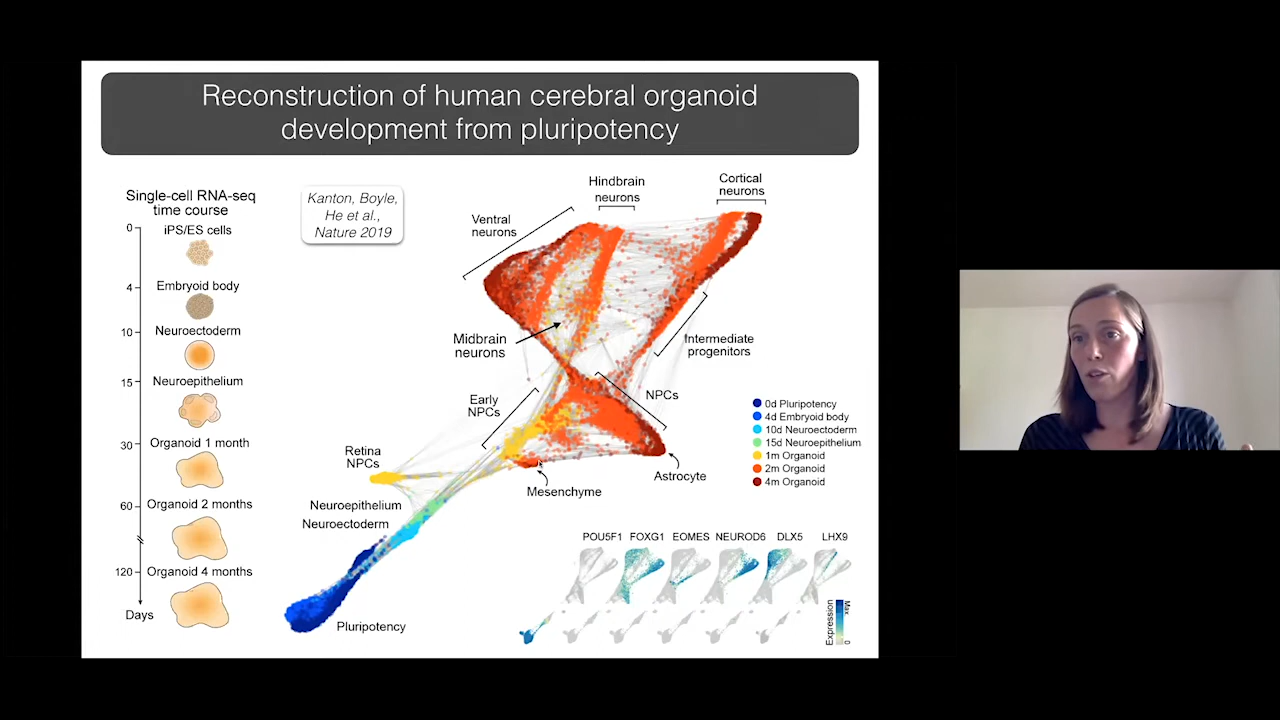 Reconstruction of human cerebral organoid
development from pluripotency
Single-cell RNA-seq
time course
0
iPS/ES cells
4
Embryoid body
10
Neuroectoderm
15
Neuroepithelium
30
Organoid 1 month
60
Organoid 2 months
120
Organoid 4 months
Days
Kanton, Boyle,
He et al.,
Nature 2019
Ventral
neurons
Hindbrain
neurons
Cortical
neurons
Midbrain
neurons
Intermediate
progenitors
Early
NPCs
NPCs
Retina
NPCs
Astrocyte
Mesenchyme
Neuroepithelium
Neuroectoderm
Pluripotency
0d Pluripotency
4d Embryoid body
10d Neuroectoderm
15d Neuroepithelium
1m Organoid
2m Organoid
4m Organoid
POU5F1 FOXG1 EOMES NEUROD6 DLX5 LHX9
Expression
Max
0